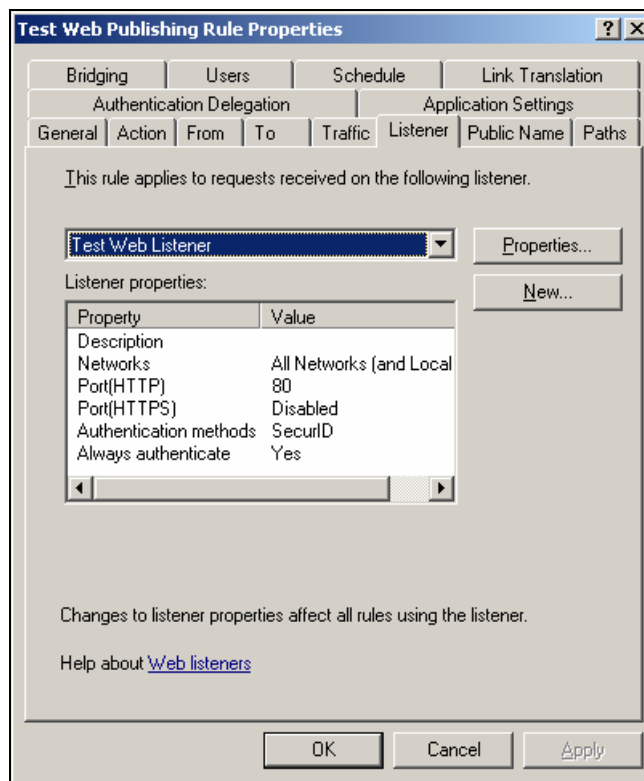 Test Web Publishing Rule Properties
Bridging Users Schedule Link Translation
Authentication Delegation Application Settings
General Action From To Traffic Listener Public Name Paths
This rule applies to requests received on the following listener.
Test Web Listener Properties...
Listener properties: New...
Property Value
Description
Networks All Networks (and Local
Port(HTTP) 80
Port(HTTPS) Disabled
Authentication methods SecurID
Always authenticate Yes
Changes to listener properties affect all rules using the listener.
Help about Web listeners
OK Cancel Apply